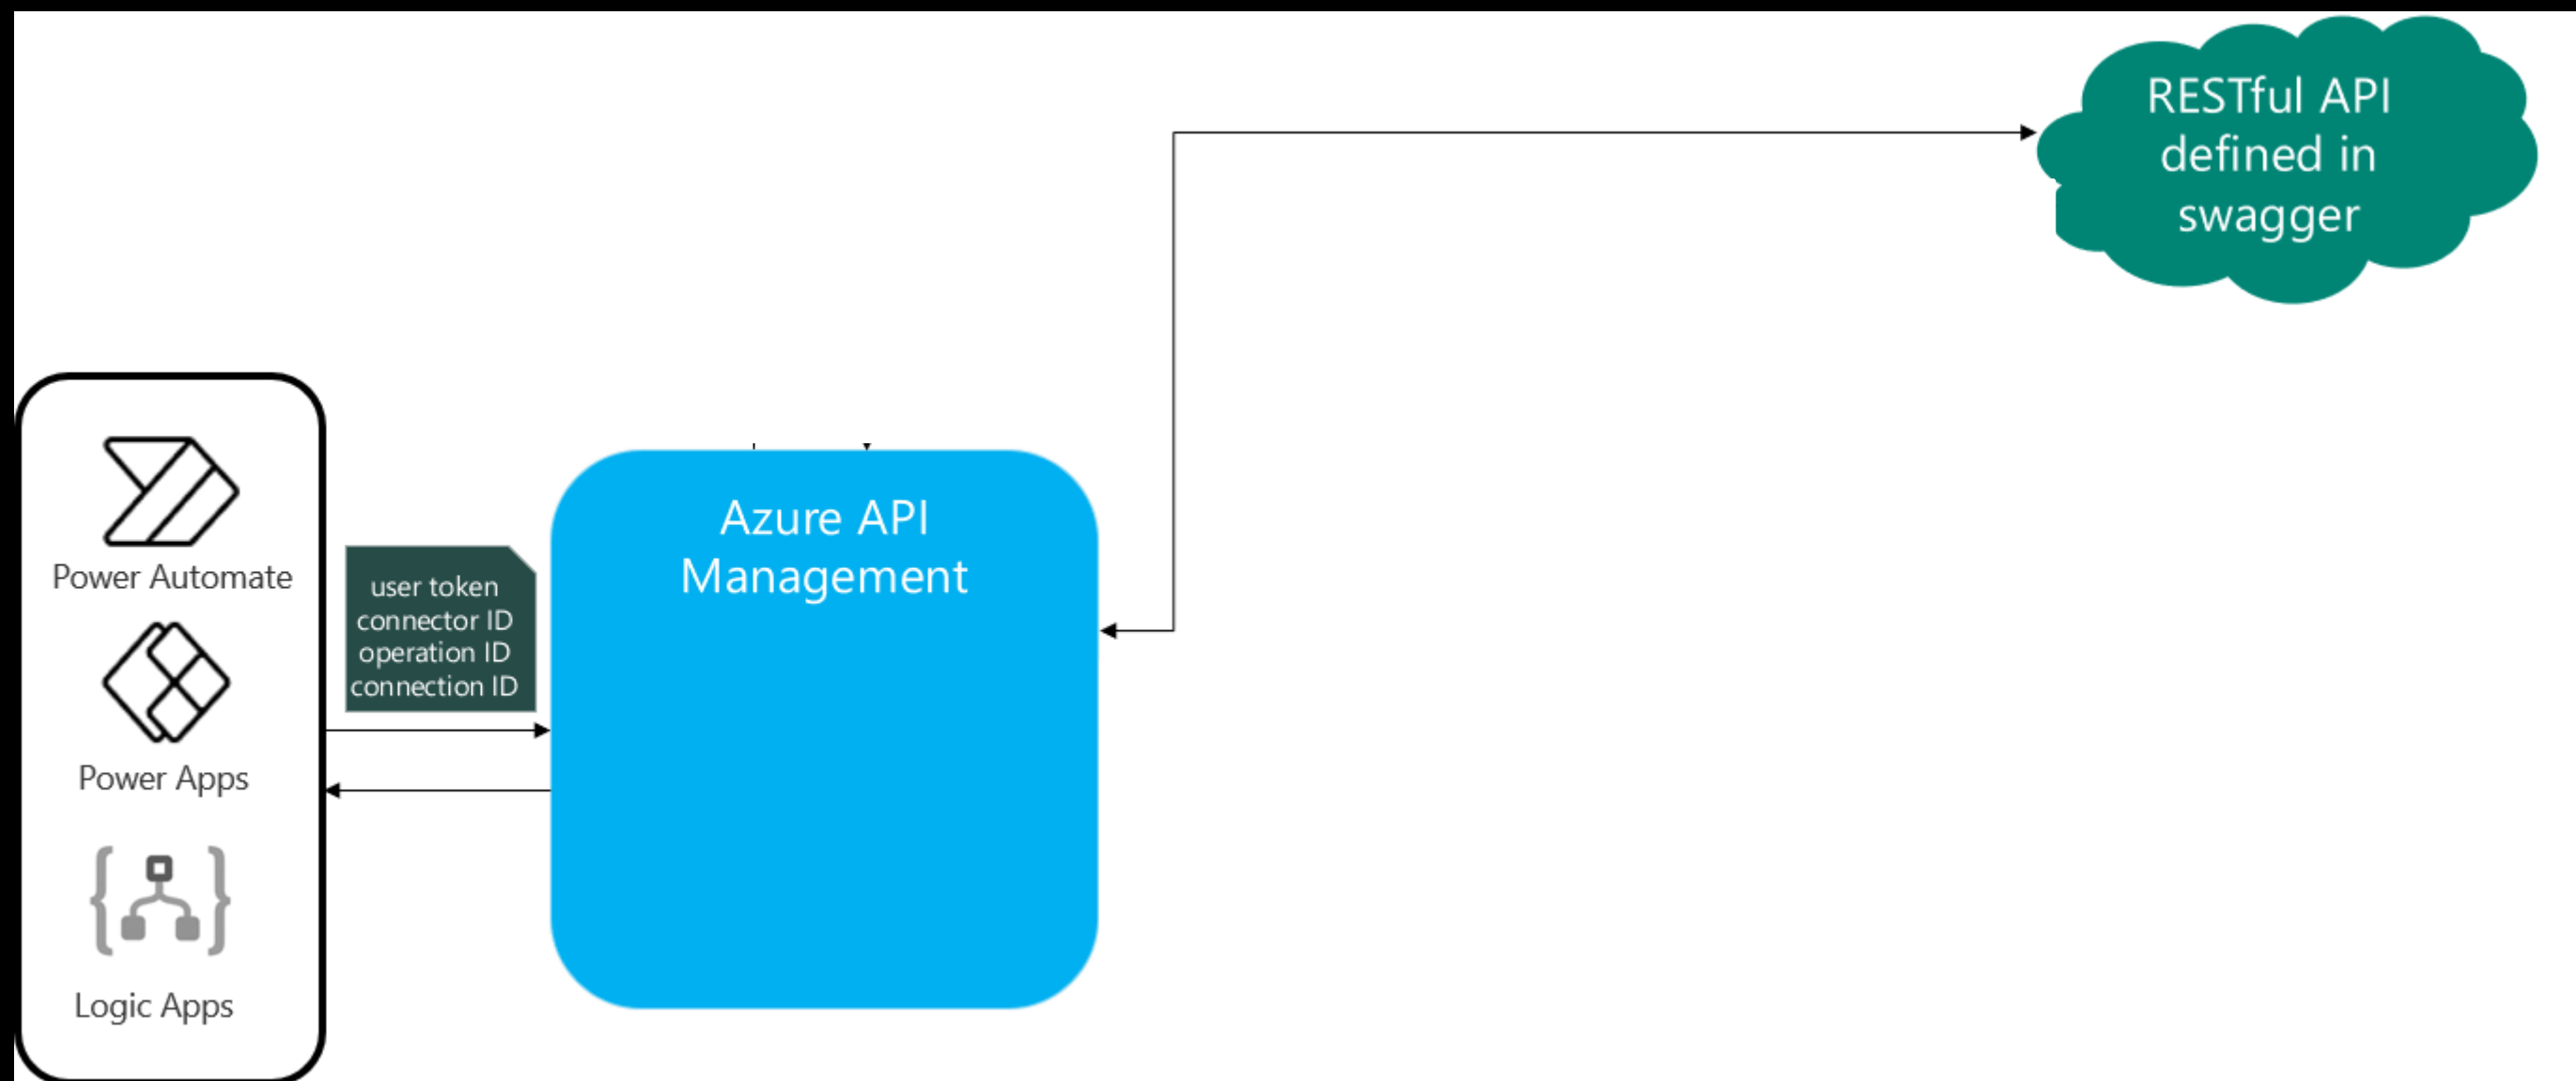 RESTful API
defined in
swagger
Power Automate
Power Apps
Logic Apps
user token
connector ID
operation ID
connection ID
Azure API
Management